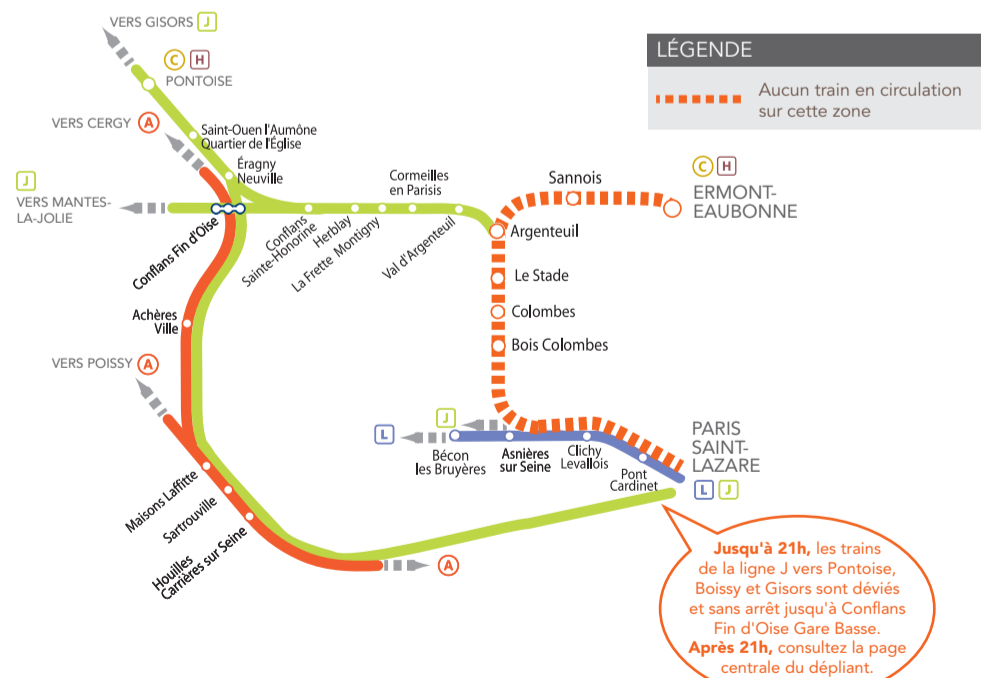 VERS GISORS J
C H
PONTOISE
VERS CERGY A
Saint-Ouen l'Aumône
Quartier de l'Église
Éragny
Neuville
J
VERS MANTES-
LA-JOLIE
Conflans Fin d'Oise
Conflans
Sainte-Honorine
Herblay
La Frette Montigny
Cormeilles
en Parisis
Val d'Argenteuil
LÉGENDE
Aucun train en circulation
sur cette zone
Sannois
C H
ERMONT-
EAUBONNE
Argenteuil
Le Stade
Colombes
Bois Colombes
Achères
Ville
VERS POISSY A
Maisons Laffitte
Sartrouville
Houilles
Carrières sur Seine
A
J
L
Bécon
les Bruyères
Asnières
sur Seine
Clichy
Levallois
Pont
Cardinet
PARIS
SAINT-
LAZARE
L J
Jusqu'à 21h, les trains
de la ligne J vers Pontoise,
Boissy et Gisors sont déviés
et sans arrêt jusqu'à Conflans
Fin d'Oise Gare Basse.
Après 21h, consultez la page
centrale du dépliant.